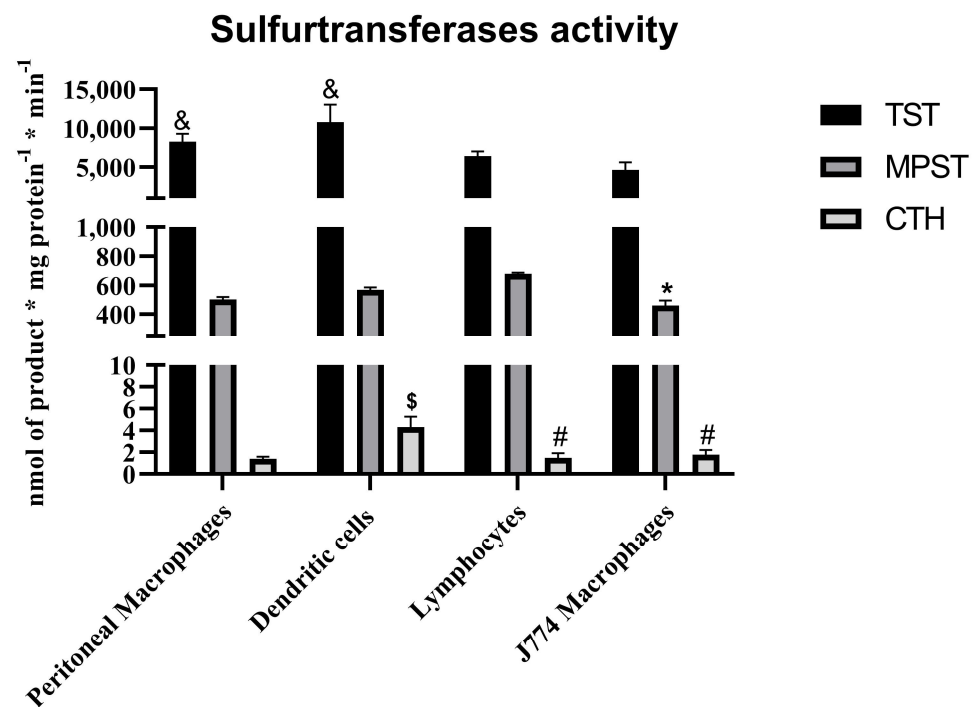 Sulfurtransferases activity
nmol of product * mg protein⁻¹ * min⁻¹
15,000
10,000
5,000
1,000
800
600
400
10
8
6
4
2
0
&
&
*
$
#
#
Peritoneal Macrophages
Dendritic cells
Lymphocytes
J774 Macrophages
TST
MPST
CTH